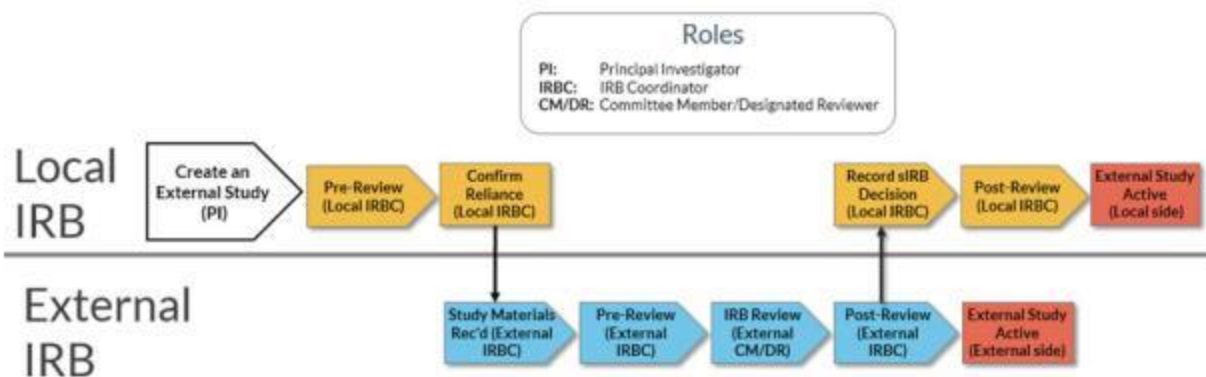 Roles
PI: Principal Investigator
IRBC: IRB Coordinator
CM/DR: Committee Member/Designated Reviewer
Local
IRB
Create an
External Study
(PI)
Pre-Review
(Local IRBC)
Confirm
Reliance
(Local IRBC)
Record sIRB
Decision
(Local IRBC)
Post-Review
(Local IRBC)
External Study
Active
(Local side)
External
IRB
Study Materials
Rec'd (External
IRBC)
Pre-Review
(External
IRBC)
IRB Review
(External
CM/DR)
Post-Review
(External
IRBC)
External Study
Active
(External side)